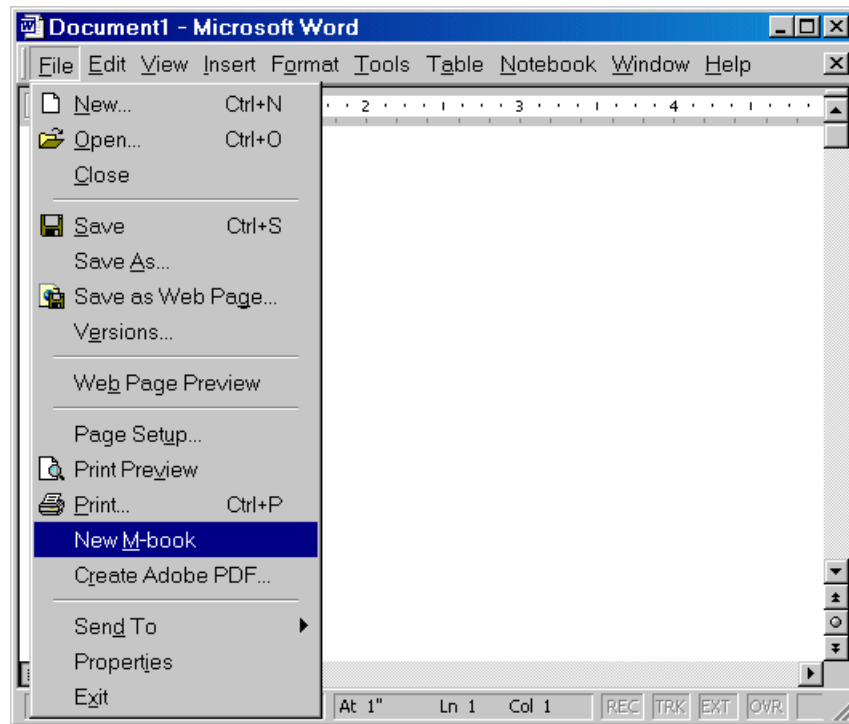 Document1 - Microsoft Word
File Edit View Insert Format Tools Table Notebook Window Help
New... Ctrl+N
2 3 4
Open... Ctrl+O
Close
Save Ctrl+S
Save As...
Save as Web Page...
Versions...
Web Page Preview
Page Setup...
Print Preview
Print... Ctrl+P
New M-book
Create Adobe PDF...
Send To
Properties
Exit
At 1" Ln 1 Col 1 REC TRK EXT OVR